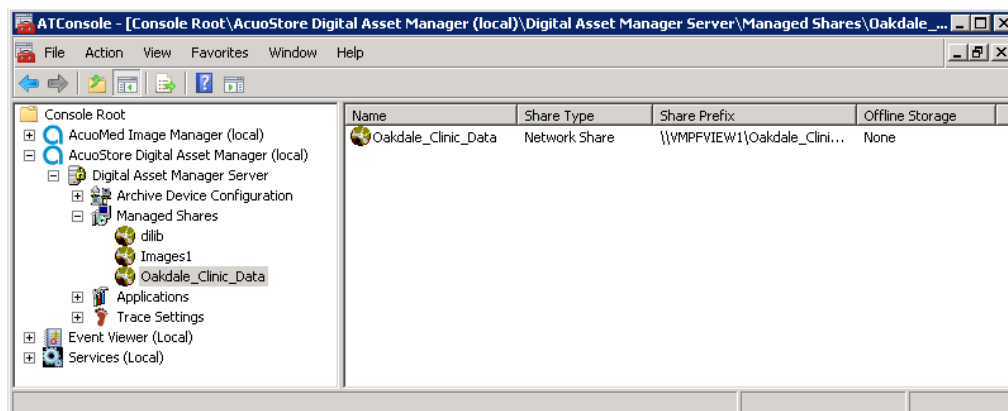 ATConsole - [Console Root\AcuoStore Digital Asset Manager (local)\Digital Asset Manager Server\Managed Shares\Oakdale_...
File Action View Favorites Window Help
Console Root
AcuoMed Image Manager (local)
AcuoStore Digital Asset Manager (local)
Digital Asset Manager Server
Archive Device Configuration
Managed Shares
dilib
Images1
Oakdale_Clinic_Data
Applications
Trace Settings
Event Viewer (Local)
Services (Local)
Name Share Type Share Prefix Offline Storage
Oakdale_Clinic_Data Network Share \\VMPFVIEW1\Oakdale_Clini... None